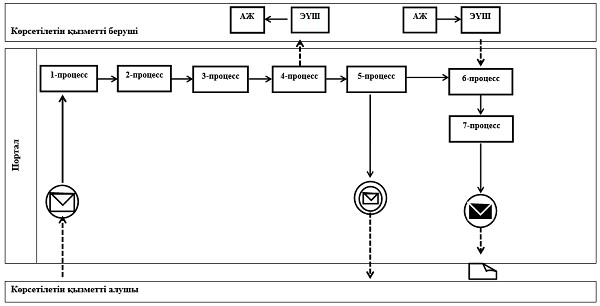 АЖ
ЭҮШ
АЖ
ЭҮШ
Көрсетілетін қызметті беруші
1-процесс
2-процесс
3-процесс
4-процесс
5-процесс
6-процесс
7-процесс
Портал
Көрсетілетін қызметті алушы